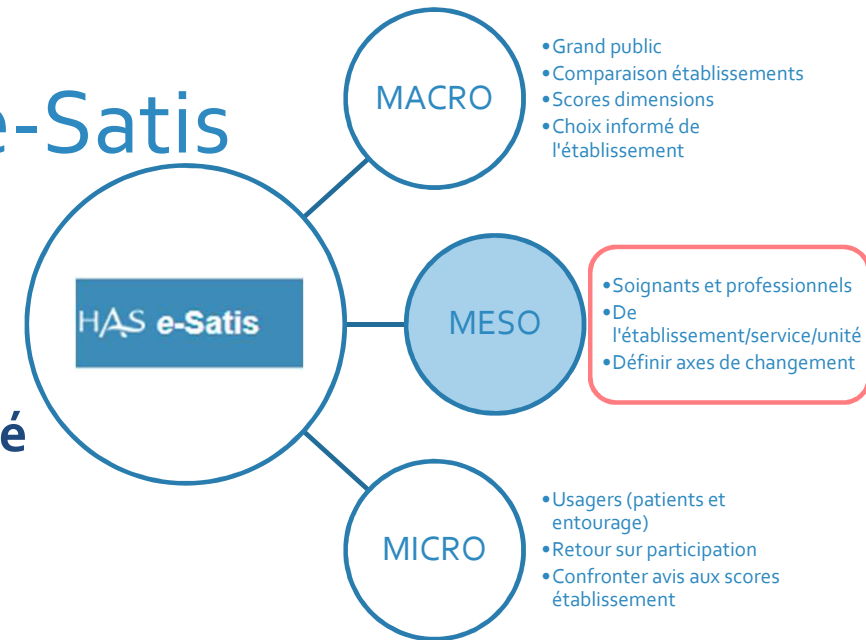 e-Satis
HAS e-Satis
é
MACRO
•Grand public
•Comparaison établissements
•Scores dimensions
•Choix informé de
l'établissement
MESO
•Soignants et professionnels
•De
l'établissement/service/unité
•Définir axes de changement
MICRO
•Usagers (patients et
entourage)
•Retour sur participation
•Confronter avis aux scores
établissement